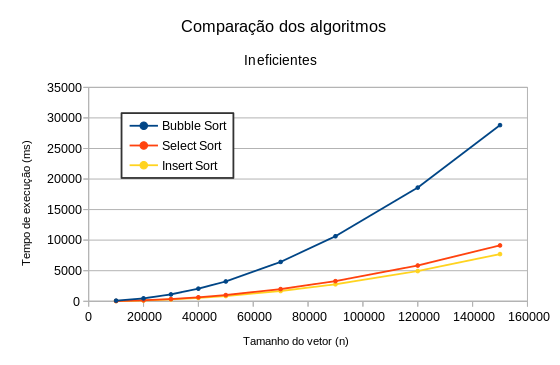 Comparação dos algoritmos
Ineficientes
35000
30000
25000
20000
15000
10000
5000
0
Tempo de execução (ms)
Bubble Sort
Select Sort
Insert Sort
0 20000 40000 60000 80000 100000 120000 140000 160000
Tamanho do vetor (n)